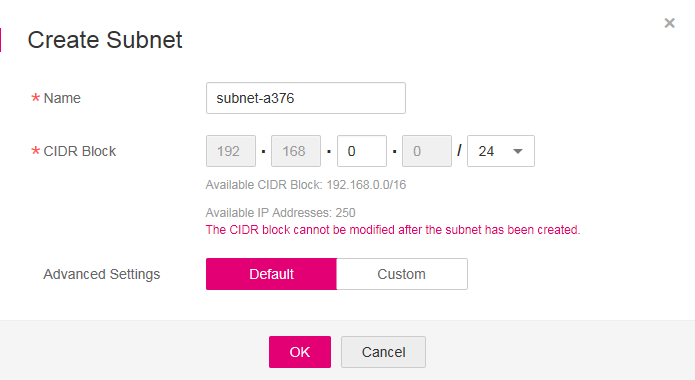 Create Subnet
×
* Name subnet-a376
* CIDR Block 192 . 168 . 0 . 0 / 24
Available CIDR Block: 192.168.0.0/16
Available IP Addresses: 250
The CIDR block cannot be modified after the subnet has been created.
Advanced Settings Default Custom
OK Cancel